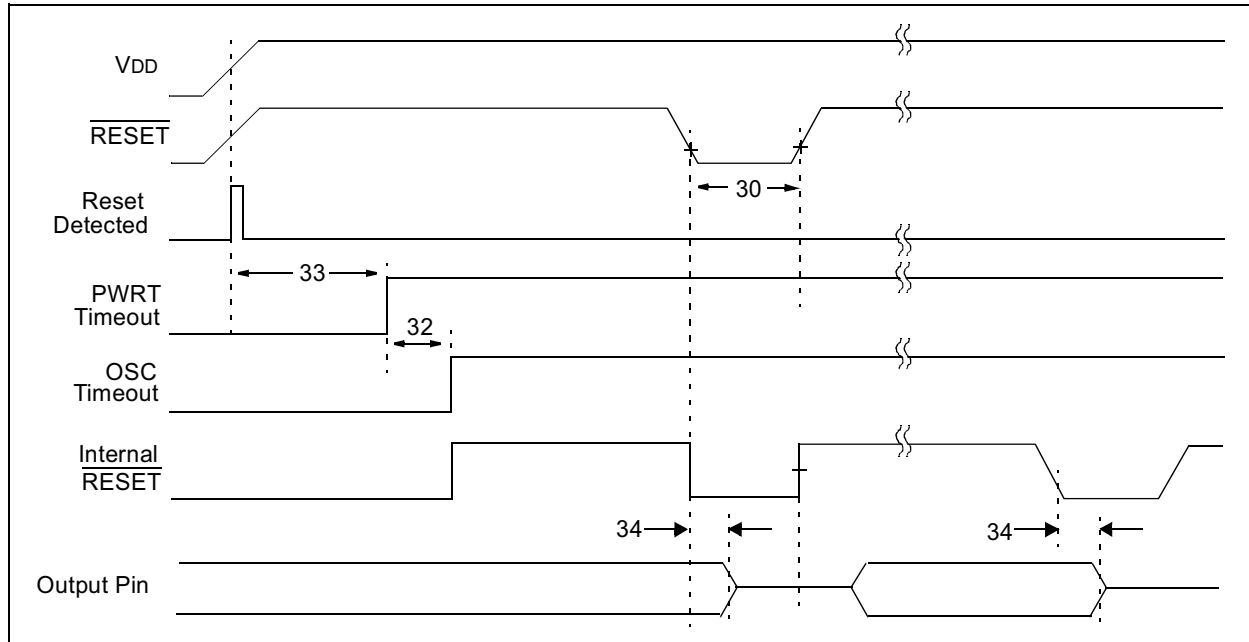 VDD
RESET
30
Reset
Detected
33
PWRT
Timeout
32
OSC
Timeout
Internal
RESET
34
34
Output Pin